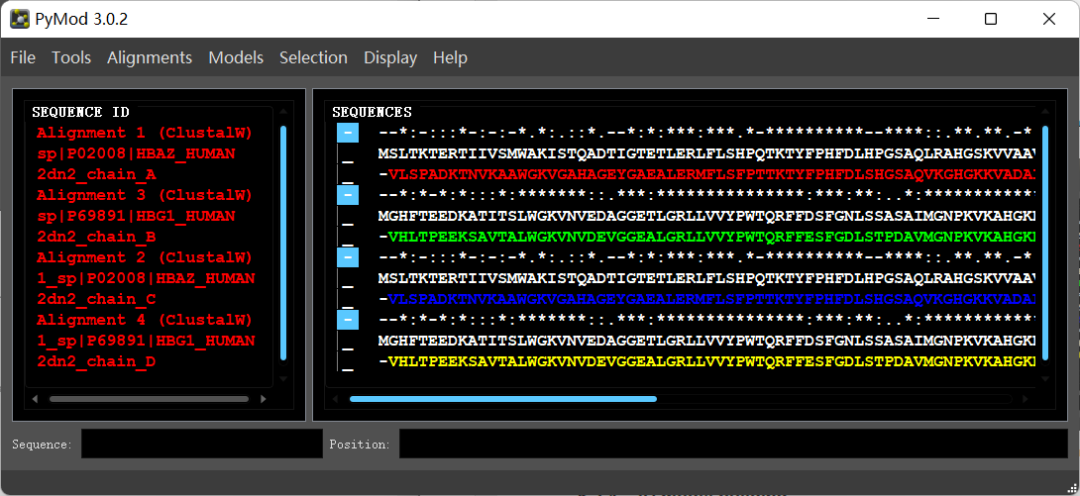 PyMod 3.0.2
File Tools Alignments Models Selection Display Help
SEQUENCE ID
Alignment 1 (ClustalW)
sp|P02008|HBAZ_HUMAN
2dn2_chain_A
Alignment 3 (ClustalW)
sp|P69891|HBG1_HUMAN
2dn2_chain_B
Alignment 2 (ClustalW)
1_sp|P02008|HBAZ_HUMAN
2dn2_chain_C
Alignment 4 (ClustalW)
1_sp|P69891|HBG1_HUMAN
2dn2_chain_D
SEQUENCES
--*:-:::*-:-:-*.*:.::*.--*:*:***:***.*-**********--****::.**.**.-*
MSLTKTERTIIVSMWAKISTQADTIGTETLERLFLSHPQTKTYFPHFDLHPGSAQLRAHGSKVVAAV
-VLSPADKTNVKAAWGKVGAHAGEYGAEALERMFLSFPTTKTYFPHFDLSHGSAQVKGHGKKVADA
--*-*:*:::*:*******::.***:**************:***:**:..*:***********
MGHFTEEDKATITSLWGKVNVEDAGGETLGRLLVVYPWTQRFFDSFGNLSSASAIMGNPKVKAHGK
-VHLTPEEKSAVTALWGKVNVDEVGGEALGRLLVVYPWTQRFFESFGDLSTPDAVMGNPKVKAHGK
--*:-:::*-:-:-*.*:.::*.--*:*:***:***.*-**********--****::.**.**.-*
MSLTKTERTIIVSMWAKISTQADTIGTETLERLFLSHPQTKTYFPHFDLHPGSAQLRAHGSKVVAAV
-VLSPADKTNVKAAWGKVGAHAGEYGAEALERMFLSFPTTKTYFPHFDLSHGSAQVKGHGKKVADA
--*-*:*:::*:*******::.***:**************:***:**:..*:***********
MGHFTEEDKATITSLWGKVNVEDAGGETLGRLLVVYPWTQRFFDSFGNLSSASAIMGNPKVKAHGK
-VHLTPEEKSAVTALWGKVNVDEVGGEALGRLLVVYPWTQRFFESFGDLSTPDAVMGNPKVKAHGK
Sequence:
Position: